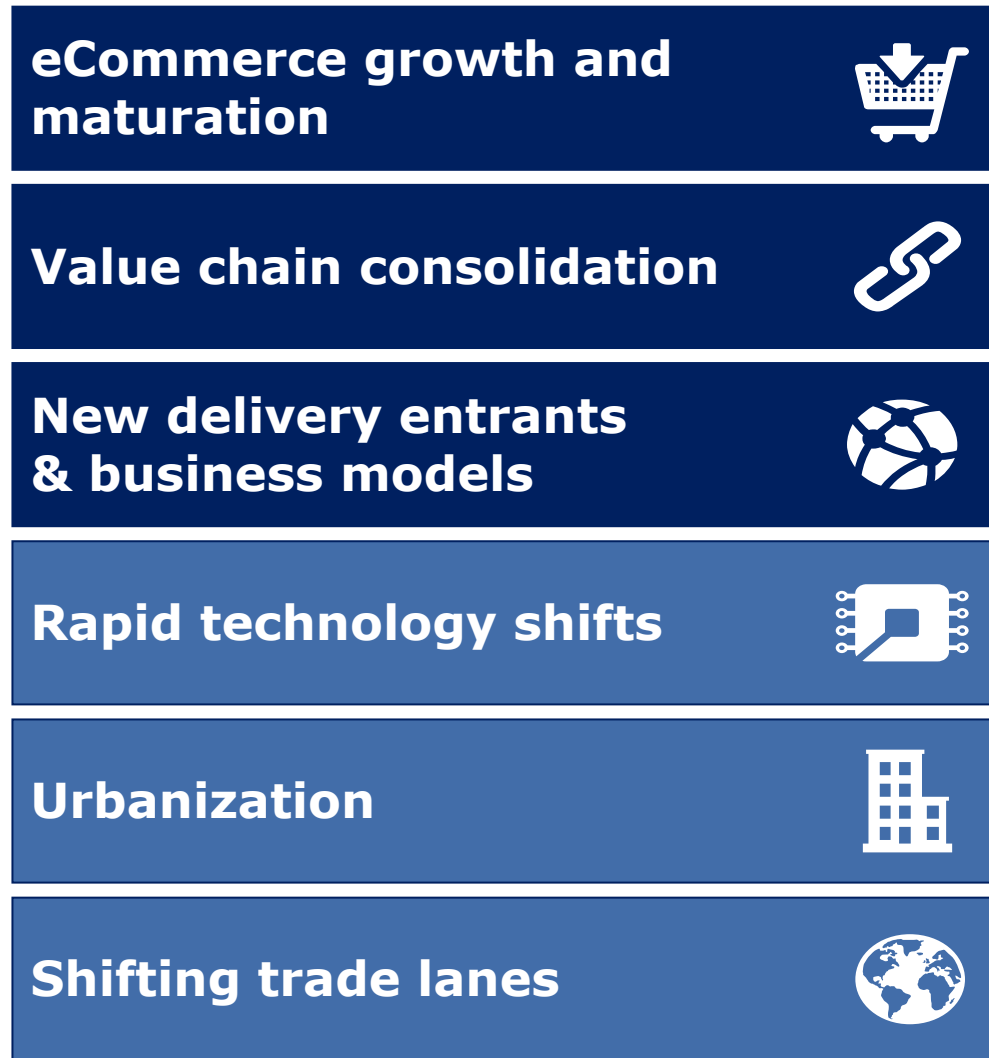 eCommerce growth and
maturation
Value chain consolidation
New delivery entrants
& business models
Rapid technology shifts
Urbanization
Shifting trade lanes